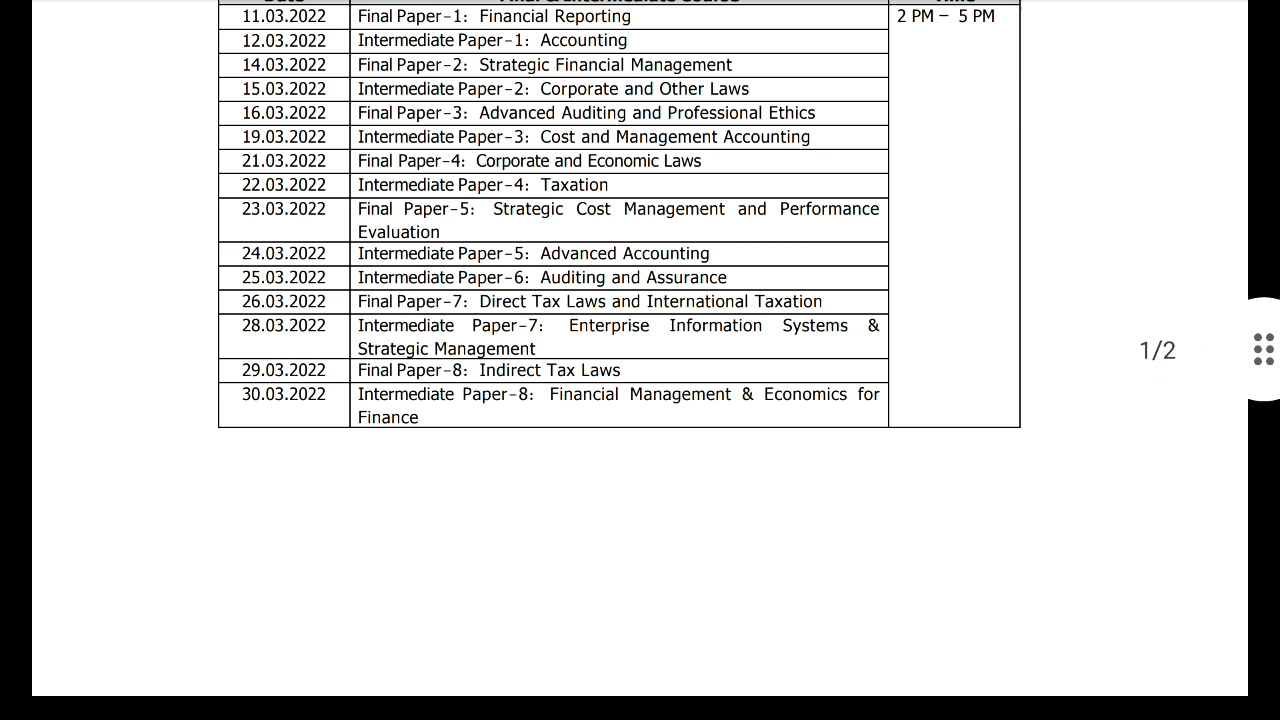 11.03.2022 Final Paper-1: Financial Reporting 2 PM – 5 PM
12.03.2022 Intermediate Paper-1: Accounting
14.03.2022 Final Paper-2: Strategic Financial Management
15.03.2022 Intermediate Paper-2: Corporate and Other Laws
16.03.2022 Final Paper-3: Advanced Auditing and Professional Ethics
19.03.2022 Intermediate Paper-3: Cost and Management Accounting
21.03.2022 Final Paper-4: Corporate and Economic Laws
22.03.2022 Intermediate Paper-4: Taxation
23.03.2022 Final Paper-5: Strategic Cost Management and Performance
Evaluation
24.03.2022 Intermediate Paper-5: Advanced Accounting
25.03.2022 Intermediate Paper-6: Auditing and Assurance
26.03.2022 Final Paper-7: Direct Tax Laws and International Taxation
28.03.2022 Intermediate Paper-7: Enterprise Information Systems &
Strategic Management
1/2
29.03.2022 Final Paper-8: Indirect Tax Laws
30.03.2022 Intermediate Paper-8: Financial Management & Economics for
Finance